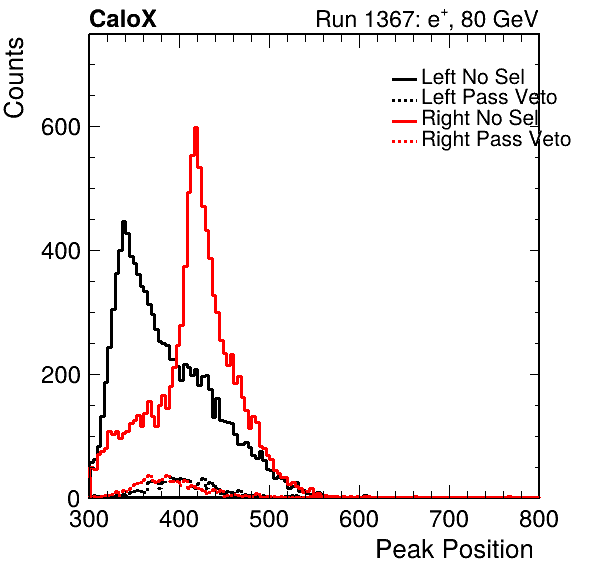 CaloX Run 1367: e⁺, 80 GeV
Counts
Left No Sel
Left Pass Veto
Right No Sel
Right Pass Veto
600
400
200
0
300 400 500 600 700 800
Peak Position